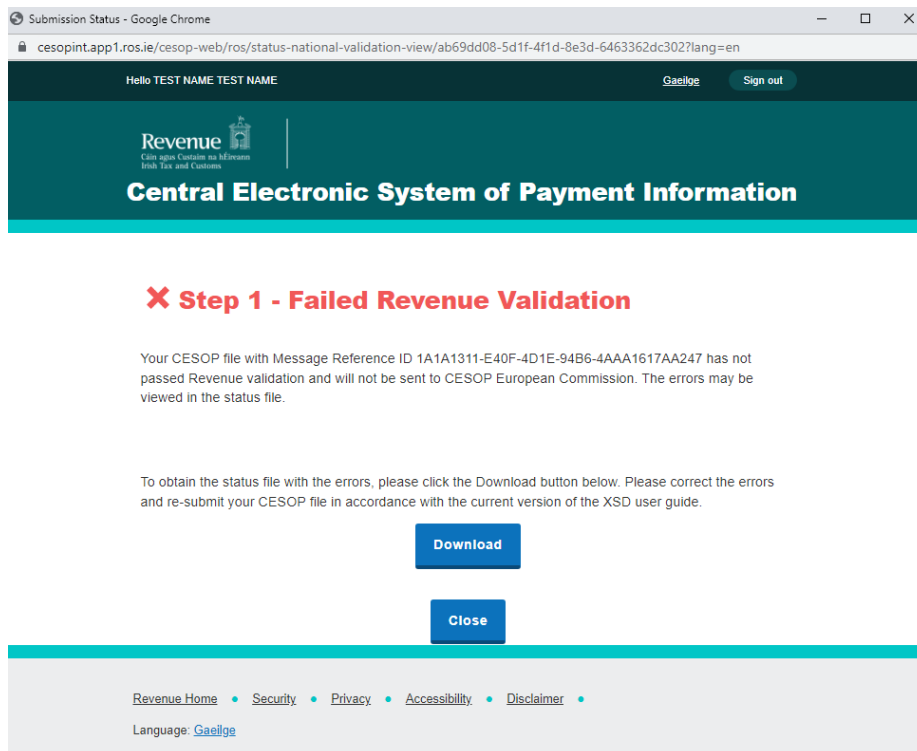 Submission Status - Google Chrome
cesopint.app1.ros.ie/cesop-web/ros/status-national-validation-view/ab69dd08-5d1f-4f1d-8e3d-6463362dc302?lang=en
Hello TEST NAME TEST NAME
Gaeilge
Sign out
Revenue
Cáin agus Custaim na hÉireann
Irish Tax and Customs
Central Electronic System of Payment Information
Step 1 - Failed Revenue Validation
Your CESOP file with Message Reference ID 1A1A1311-E40F-4D1E-94B6-4AAA1617AA247 has not
passed Revenue validation and will not be sent to CESOP European Commission. The errors may be
viewed in the status file.
To obtain the status file with the errors, please click the Download button below. Please correct the errors
and re-submit your CESOP file in accordance with the current version of the XSD user guide.
Download
Close
Revenue Home • Security • Privacy • Accessibility • Disclaimer •
Language: Gaeilge